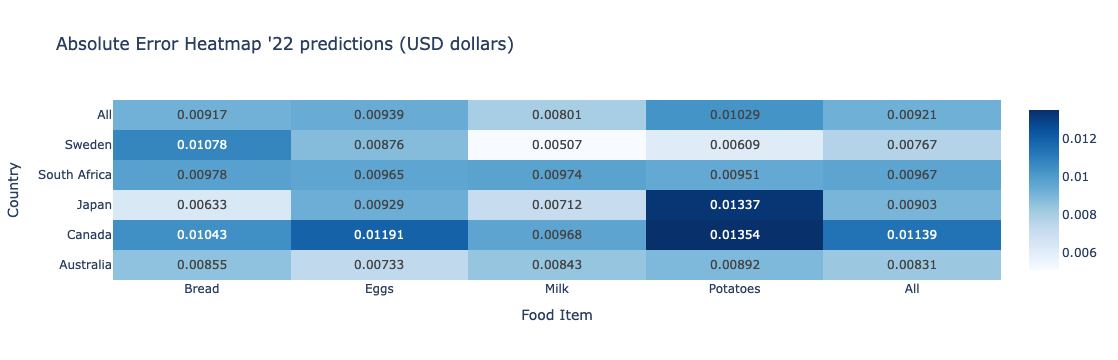 Absolute Error Heatmap '22 predictions (USD dollars)
All 0.00917 0.00939 0.00801 0.01029 0.00921
Sweden 0.01078 0.00876 0.00507 0.00609 0.00767
South Africa 0.00978 0.00965 0.00974 0.00951 0.00967
Japan 0.00633 0.00929 0.00712 0.01337 0.00903
Canada 0.01043 0.01191 0.00968 0.01354 0.01139
Australia 0.00855 0.00733 0.00843 0.00892 0.00831
Bread Eggs Milk Potatoes All
Food Item
Country
0.012
0.01
0.008
0.006